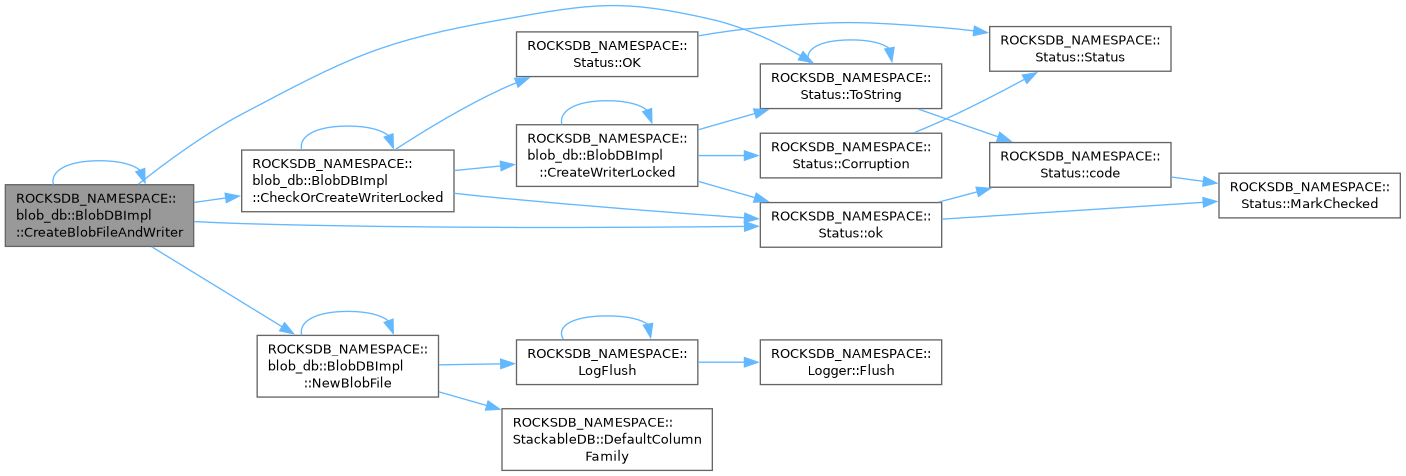 ROCKSDB_NAMESPACE::
blob_db::BlobDBImpl
::CreateBlobFileAndWriter
ROCKSDB_NAMESPACE::
blob_db::BlobDBImpl
::CheckOrCreateWriterLocked
ROCKSDB_NAMESPACE::
Status::OK
ROCKSDB_NAMESPACE::
blob_db::BlobDBImpl
::CreateWriterLocked
ROCKSDB_NAMESPACE::
Status::ToString
ROCKSDB_NAMESPACE::
Status::Corruption
ROCKSDB_NAMESPACE::
Status::ok
ROCKSDB_NAMESPACE::
Status::Status
ROCKSDB_NAMESPACE::
Status::code
ROCKSDB_NAMESPACE::
Status::MarkChecked
ROCKSDB_NAMESPACE::
blob_db::BlobDBImpl
::NewBlobFile
ROCKSDB_NAMESPACE::
LogFlush
ROCKSDB_NAMESPACE::
Logger::Flush
ROCKSDB_NAMESPACE::
StackableDB::DefaultColumn
Family